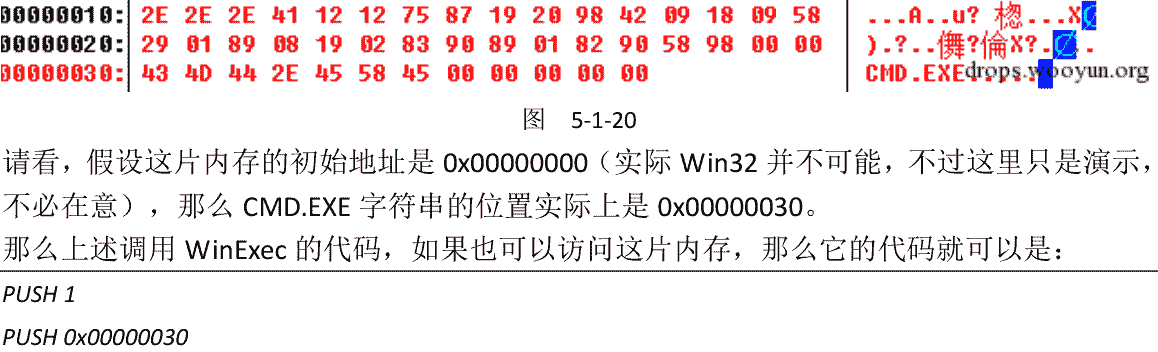 00000010: 2E 2E 2E 41 12 12 75 87 19 20 98 42 09 18 09 58 ...A..u? 楤...X
00000020: 29 01 89 08 19 02 83 90 89 01 82 90 58 98 00 00 ).?..儛?倫X?. .
00000030: 43 4D 44 2E 45 58 45 00 00 00 00 00 CMD.EXE.....
drops.wooyun.org
图 5-1-20
请看,假设这片内存的初始地址是 0x00000000(实际 Win32 并不可能,不过这里只是演示,
不必在意),那么 CMD.EXE 字符串的位置实际上是 0x00000030。
那么上述调用 WinExec 的代码,如果也可以访问这片内存,那么它的代码就可以是:
PUSH 1
PUSH 0x00000030